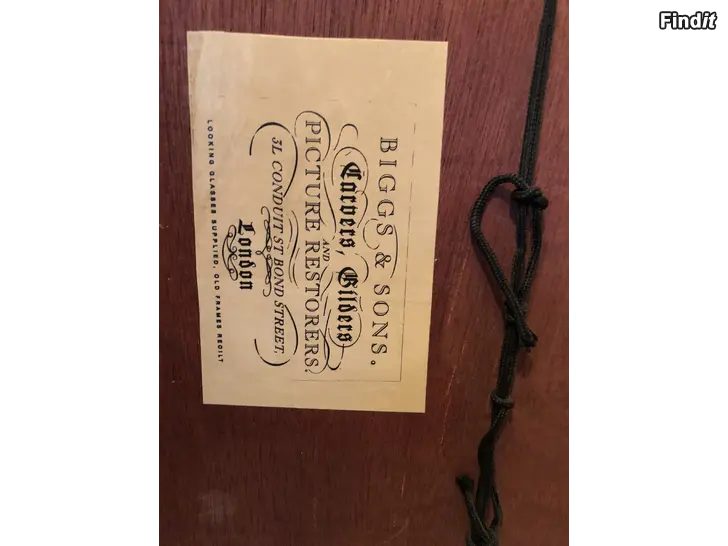 BIGGS & SONS.
Carvers, Gilders
AND
PICTURE RESTORERS.
3L CONDUIT ST BOND STREET,
London
LOOKING GLASSES SUPPLIED, OLD FRAMES REGILT
Findit